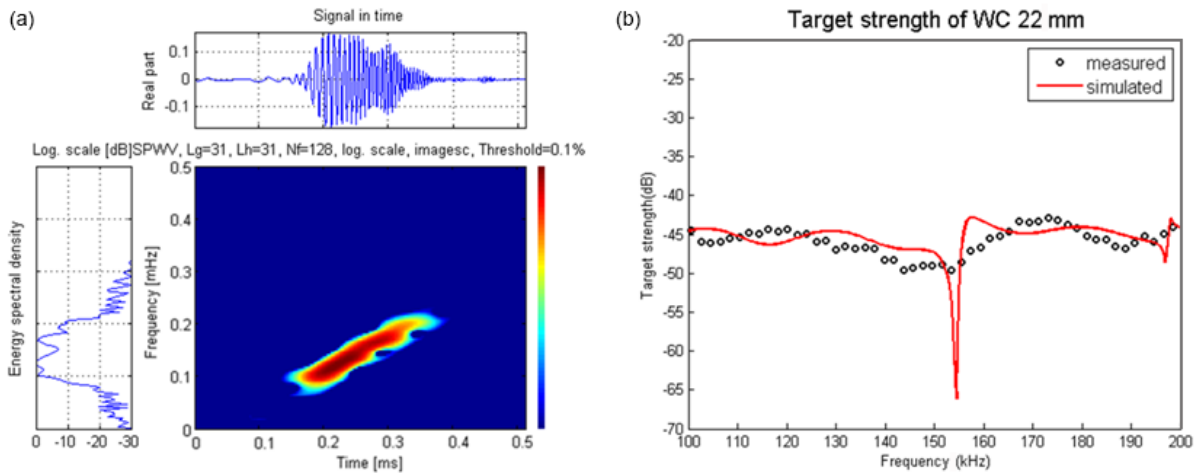 (a)
Signal in time
Real part
0.1
0
-0.1
Log. scale [dB]SPWV, Lg=31, Lh=31, Nf=128, log. scale, imagesc, Threshold=0.1%
Energy spectral density
0 -10 -20 -30
Frequency [mHz]
0.5
0.4
0.3
0.2
0.1
0
0 0.1 0.2 0.3 0.4 0.5
Time [ms]
(b)
Target strength of WC 22 mm
measured
simulated
Target strength(dB)
-20
-25
-30
-35
-40
-45
-50
-55
-60
-65
-70
100 110 120 130 140 150 160 170 180 190 200
Frequency (kHz)